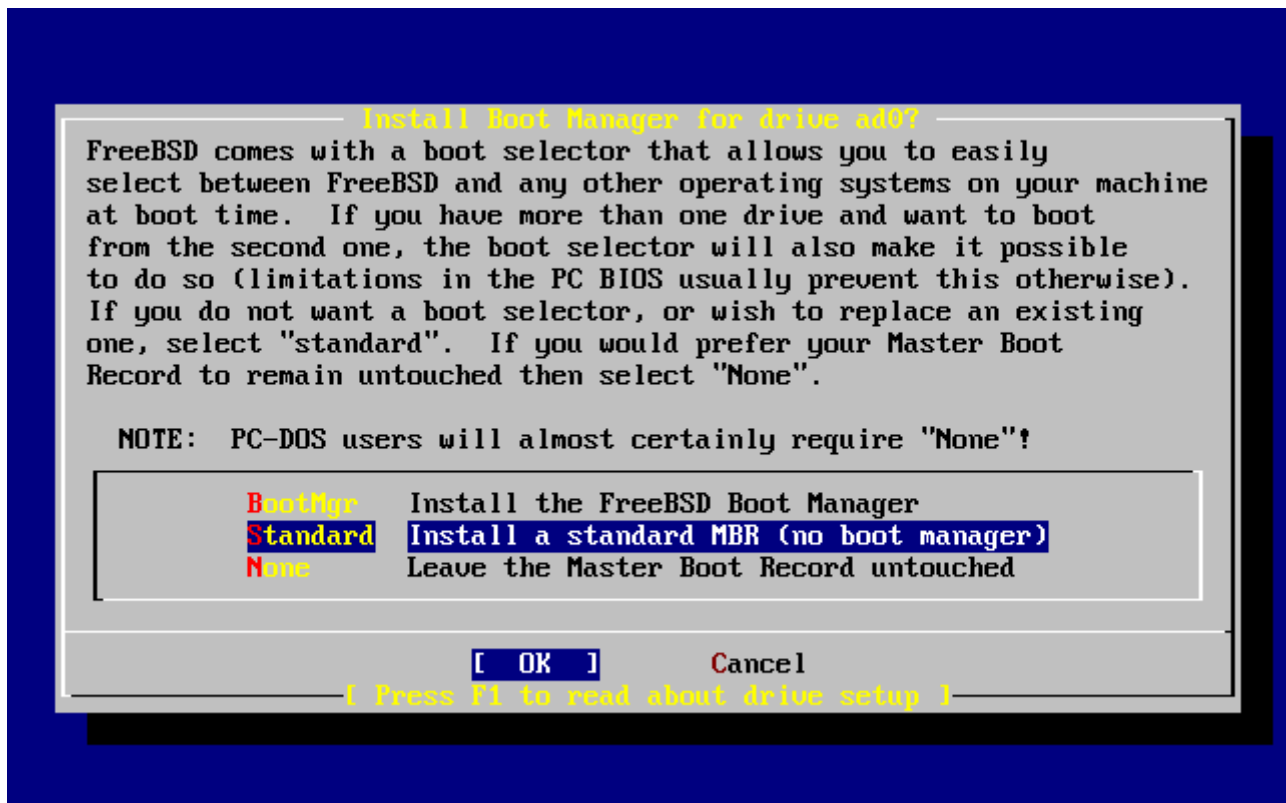 Install Boot Manager for drive ad0?
FreeBSD comes with a boot selector that allows you to easily
select between FreeBSD and any other operating systems on your machine
at boot time.  If you have more than one drive and want to boot
from the second one, the boot selector will also make it possible
to do so (limitations in the PC BIOS usually prevent this otherwise).
If you do not want a boot selector, or wish to replace an existing
one, select "standard".  If you would prefer your Master Boot
Record to remain untouched then select "None".
NOTE:  PC-DOS users will almost certainly require "None"!
BootMgr   Install the FreeBSD Boot Manager
Standard  Install a standard MBR (no boot manager)
None      Leave the Master Boot Record untouched
[  OK  ]       Cancel
[ Press F1 to read about drive setup ]